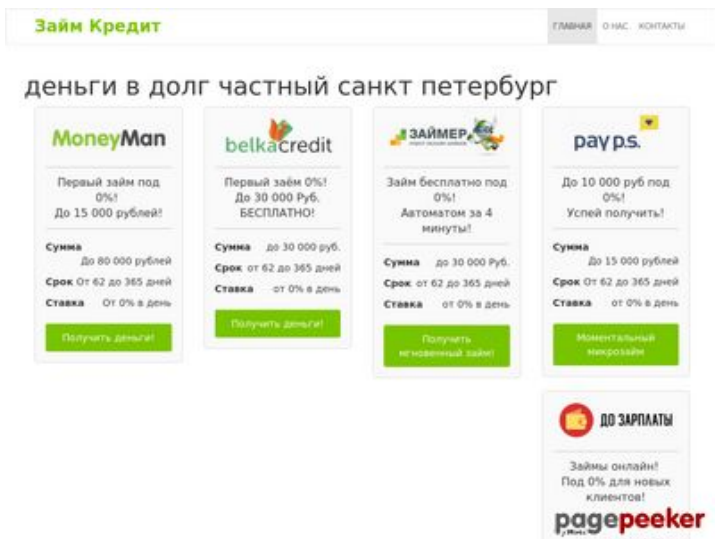 Займ Кредит
ГЛАВНАЯ О НАС КОНТАКТЫ
деньги в долг частный санкт петербург
MoneyMan
Первый займ под
0%!
До 15 000 рублей!
Сумма
До 80 000 рублей
Срок От 62 до 365 дней
Ставка От 0% в день
Получить деньги!
belkacredit
Первый заём 0%!
До 30 000 Руб.
БЕСПЛАТНО!
Сумма до 30 000 руб.
Срок от 62 до 365 дней
Ставка от 0% в день
Получить деньги!
ЗАЙМЕР
Займ бесплатно под
0%!
Автоматом за 4
минуты!
Сумма до 30 000 Руб.
Срок от 62 до 365 дней
Ставка от 0% в день
Получить
мгновенный займ!
pay p.s.
До 10 000 руб под
0%!
Успей получить!
Сумма
До 15 000 рублей
Срок От 62 до 365 дней
Ставка от 0% в день
Моментальный
микрозайм
ДО ЗАРПЛАТЫ
Займы онлайн!
Под 0% для новых
клиентов!
pagepeeker